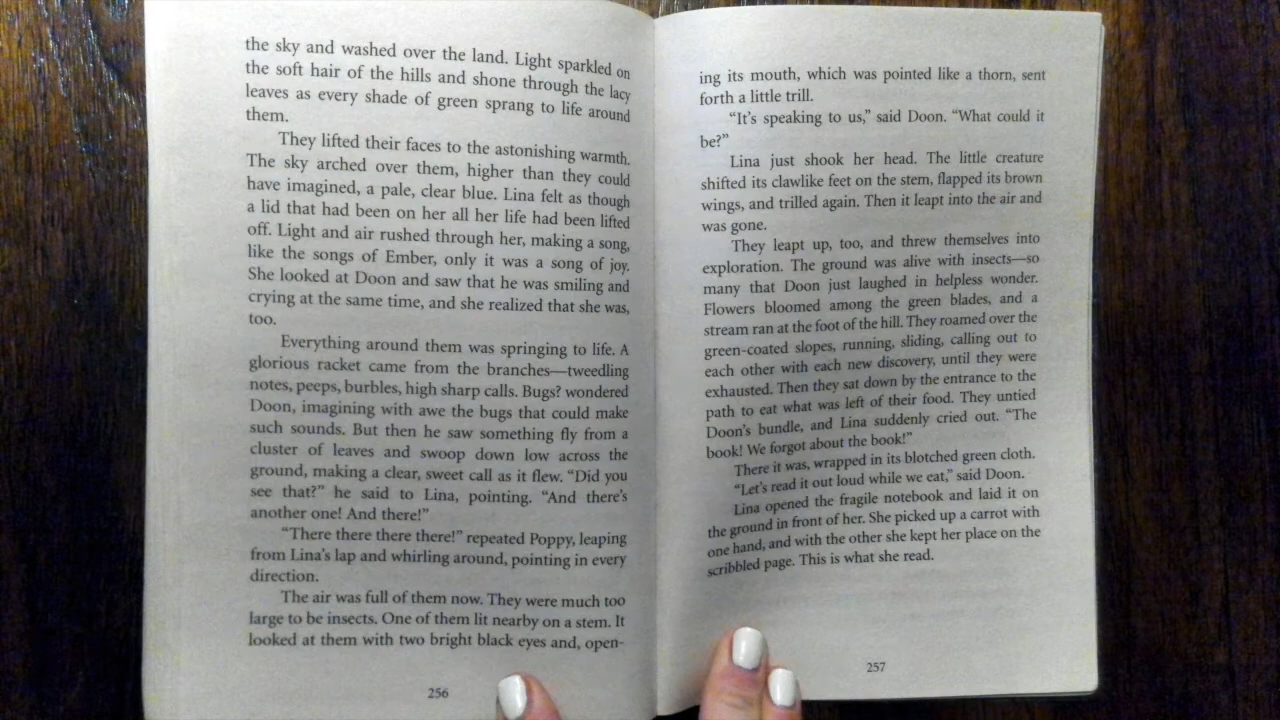 the sky and washed over the land. Light sparkled on
the soft hair of the hills and shone through the lacy
leaves as every shade of green sprang to life around
them.
They lifted their faces to the astonishing warmth.
The sky arched over them, higher than they could
have imagined, a pale, clear blue. Lina felt as though
a lid that had been on her all her life had been lifted
off. Light and air rushed through her, making a song,
like the songs of Ember, only it was a song of joy.
She looked at Doon and saw that he was smiling and
crying at the same time, and she realized that she was,
too.
Everything around them was springing to life. A
glorious racket came from the branches—tweedling
notes, peeps, burbles, high sharp calls. Bugs? wondered
Doon, imagining with awe the bugs that could make
such sounds. But then he saw something fly from a
cluster of leaves and swoop down low across the
ground, making a clear, sweet call as it flew. “Did you
see that?” he said to Lina, pointing. “And there’s
another one! And there!”
“There there there there!” repeated Poppy, leaping
from Lina’s lap and whirling around, pointing in every
direction.
The air was full of them now. They were much too
large to be insects. One of them lit nearby on a stem. It
looked at them with two bright black eyes and, open-
256
ing its mouth, which was pointed like a thorn, sent
forth a little trill.
“It’s speaking to us,” said Doon. “What could it
be?”
Lina just shook her head. The little creature
shifted its clawlike feet on the stem, flapped its brown
wings, and trilled again. Then it leapt into the air and
was gone.
They leapt up, too, and threw themselves into
exploration. The ground was alive with insects—so
many that Doon just laughed in helpless wonder.
Flowers bloomed among the green blades, and a
stream ran at the foot of the hill. They roamed over the
green-coated slopes, running, sliding, calling out to
each other with each new discovery, until they were
exhausted. Then they sat down by the entrance to the
path to eat what was left of their food. They untied
Doon’s bundle, and Lina suddenly cried out. “The
book! We forgot about the book!”
There it was, wrapped in its blotched green cloth.
“Let’s read it out loud while we eat,” said Doon.
Lina opened the fragile notebook and laid it on
the ground in front of her. She picked up a carrot with
one hand, and with the other she kept her place on the
scribbled page. This is what she read.
257